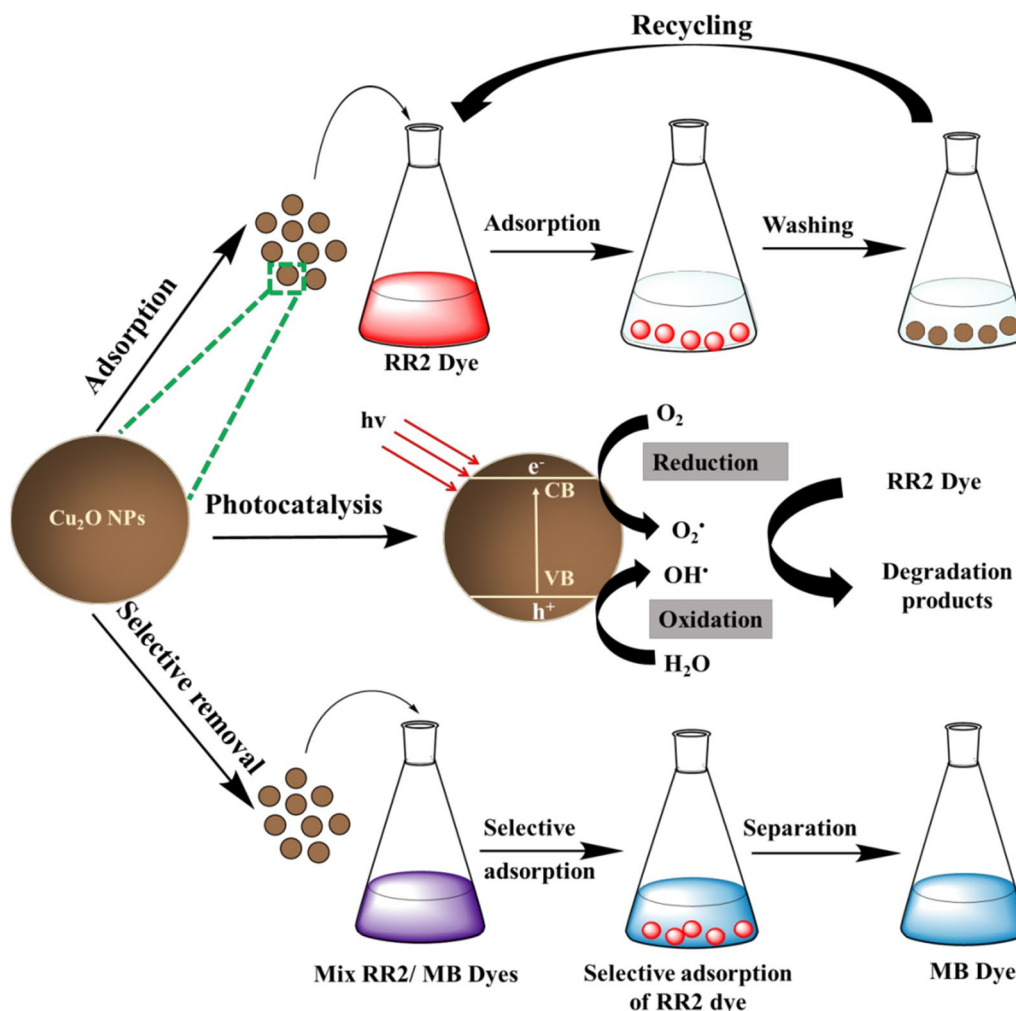 Recycling
Adsorption
Washing
Adsorption
RR2 Dye
hv
O₂
e⁻
Reduction
CB
RR2 Dye
Photocatalysis
Cu₂O NPs
O₂•
VB
OH•
Degradation
products
h⁺
Oxidation
H₂O
Selective removal
Selective
adsorption
Separation
Mix RR2/ MB Dyes
Selective adsorption
of RR2 dye
MB Dye